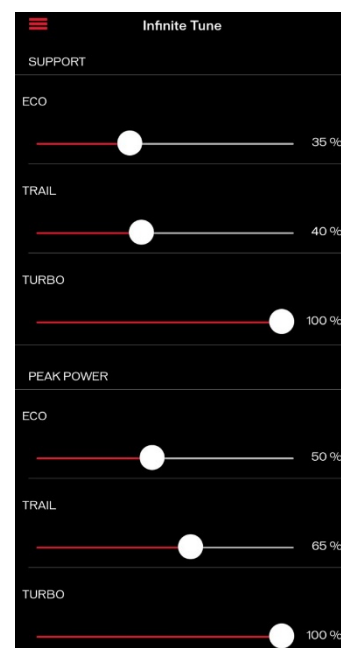 Infinite Tune
SUPPORT
ECO
35 %
TRAIL
40 %
TURBO
100 %
PEAK POWER
ECO
50 %
TRAIL
65 %
TURBO
100 %